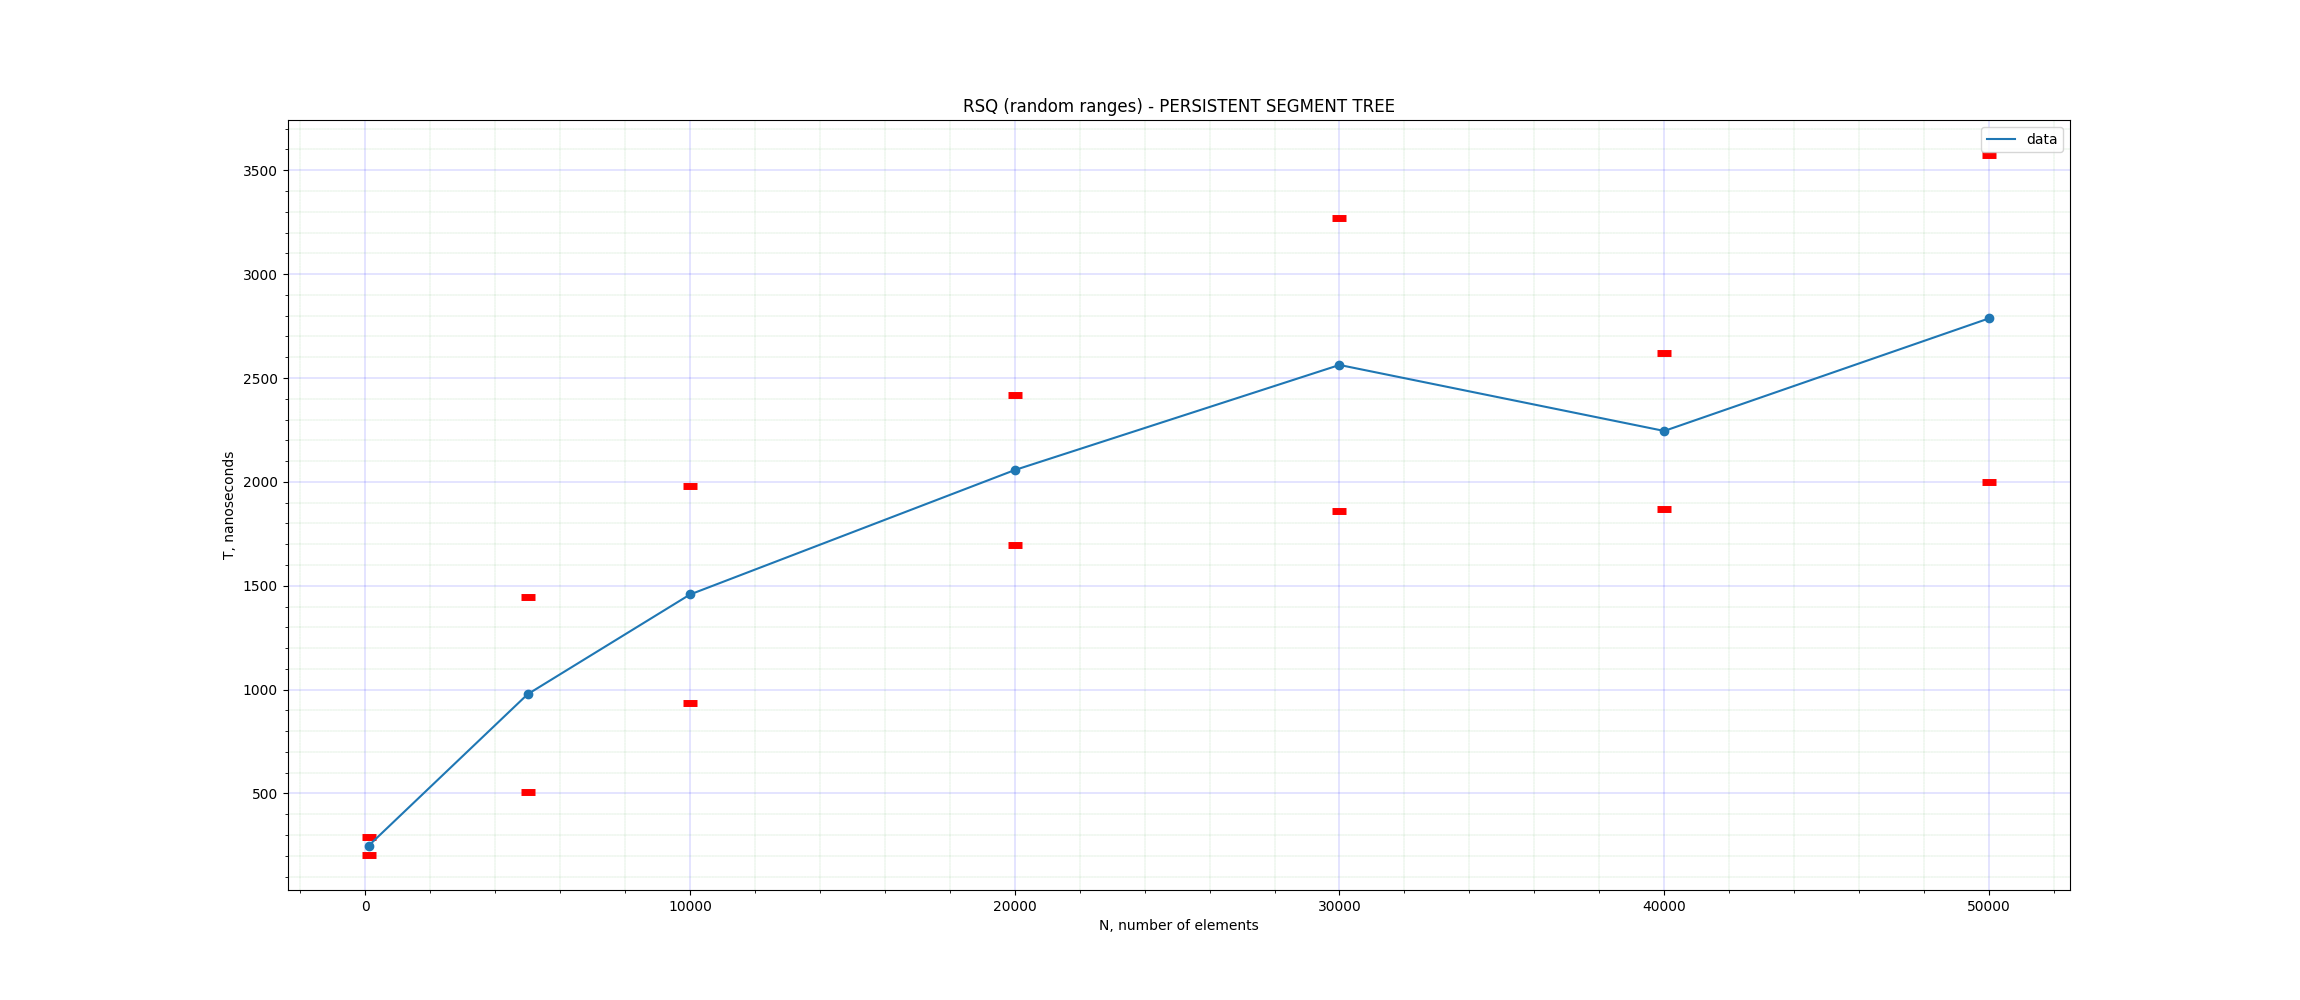 RSQ (random ranges) - PERSISTENT SEGMENT TREE
data
3500
3000
2500
2000
1500
1000
500
T, nanoseconds
0 10000 20000 30000 40000 50000
N, number of elements